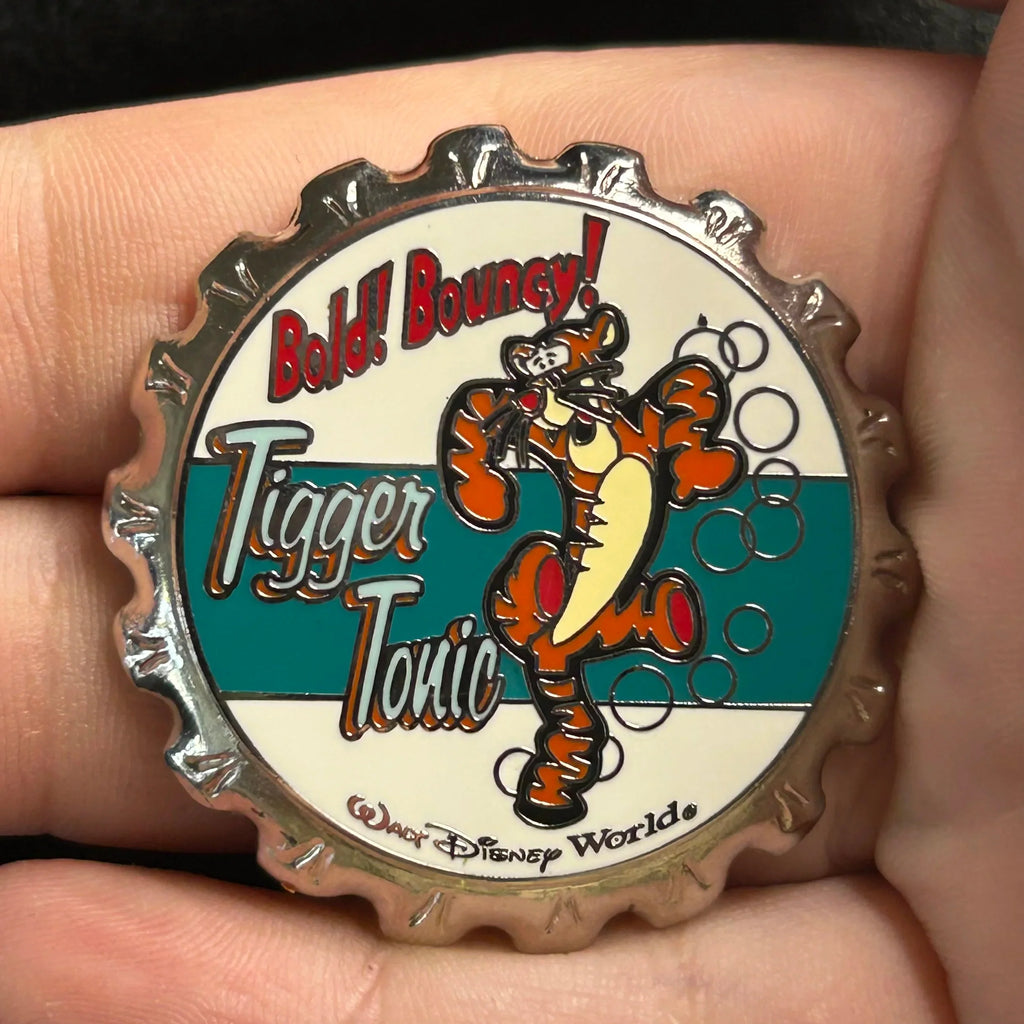 Bold! Bouncy!
Tigger
Tonic
Walt Disney World®